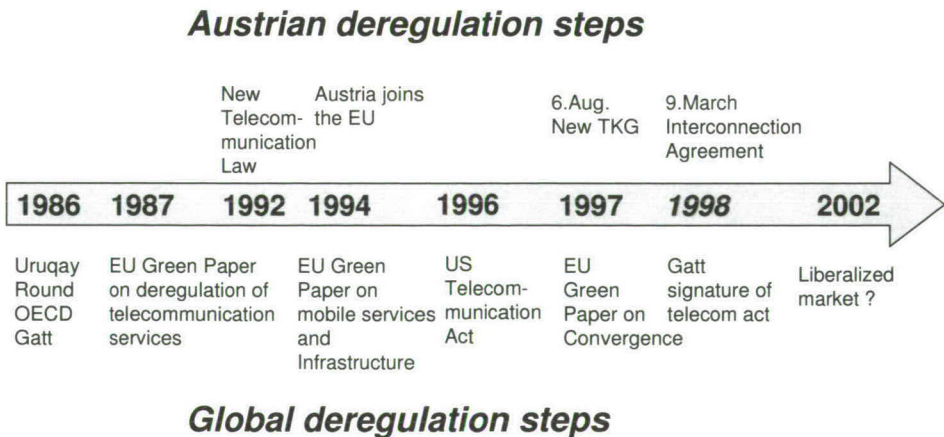 Austrian deregulation steps
New
Telecom-
munication
Law
Austria joins
the EU
6.Aug.
New TKG
9.March
Interconnection
Agreement
1986 1987 1992 1994 1996 1997 1998 2002
Uruqay
Round
OECD
Gatt
EU Green Paper
on deregulation of
telecommunication
services
EU Green
Paper on
mobile services
and
Infrastructure
US
Telecom-
munication
Act
EU
Green
Paper on
Convergence
Gatt
signature of
telecom act
Liberalized
market ?
Global deregulation steps